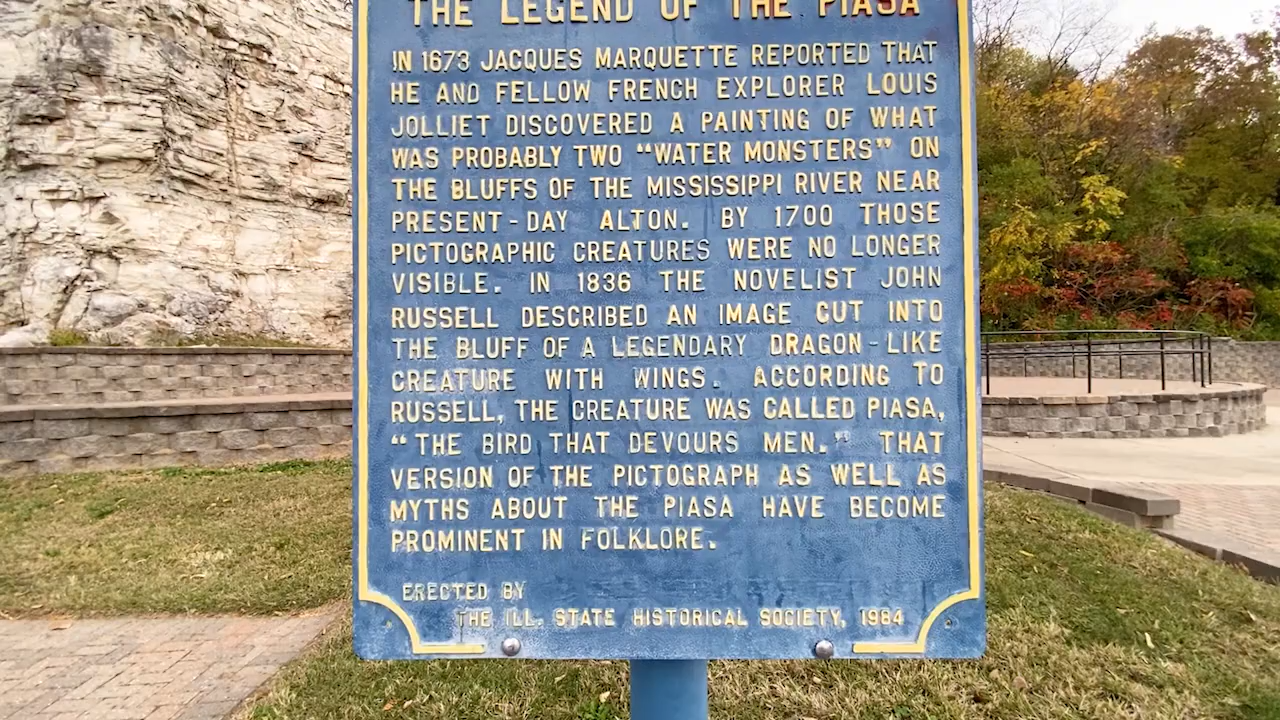 THE LEGEND OF THE PIASA
IN 1673 JACQUES MARQUETTE REPORTED THAT
HE AND FELLOW FRENCH EXPLORER LOUIS
JOLLIET DISCOVERED A PAINTING OF WHAT
WAS PROBABLY TWO “WATER MONSTERS” ON
THE BLUFFS OF THE MISSISSIPPI RIVER NEAR
PRESENT-DAY ALTON. BY 1700 THOSE
PICTOGRAPHIC CREATURES WERE NO LONGER
VISIBLE. IN 1836 THE NOVELIST JOHN
RUSSELL DESCRIBED AN IMAGE CUT INTO
THE BLUFF OF A LEGENDARY DRAGON-LIKE
CREATURE WITH WINGS. ACCORDING TO
RUSSELL, THE CREATURE WAS CALLED PIASA,
“THE BIRD THAT DEVOURS MEN.” THAT
VERSION OF THE PICTOGRAPH AS WELL AS
MYTHS ABOUT THE PIASA HAVE BECOME
PROMINENT IN FOLKLORE.
ERECTED BY
THE ILL. STATE HISTORICAL SOCIETY, 1984